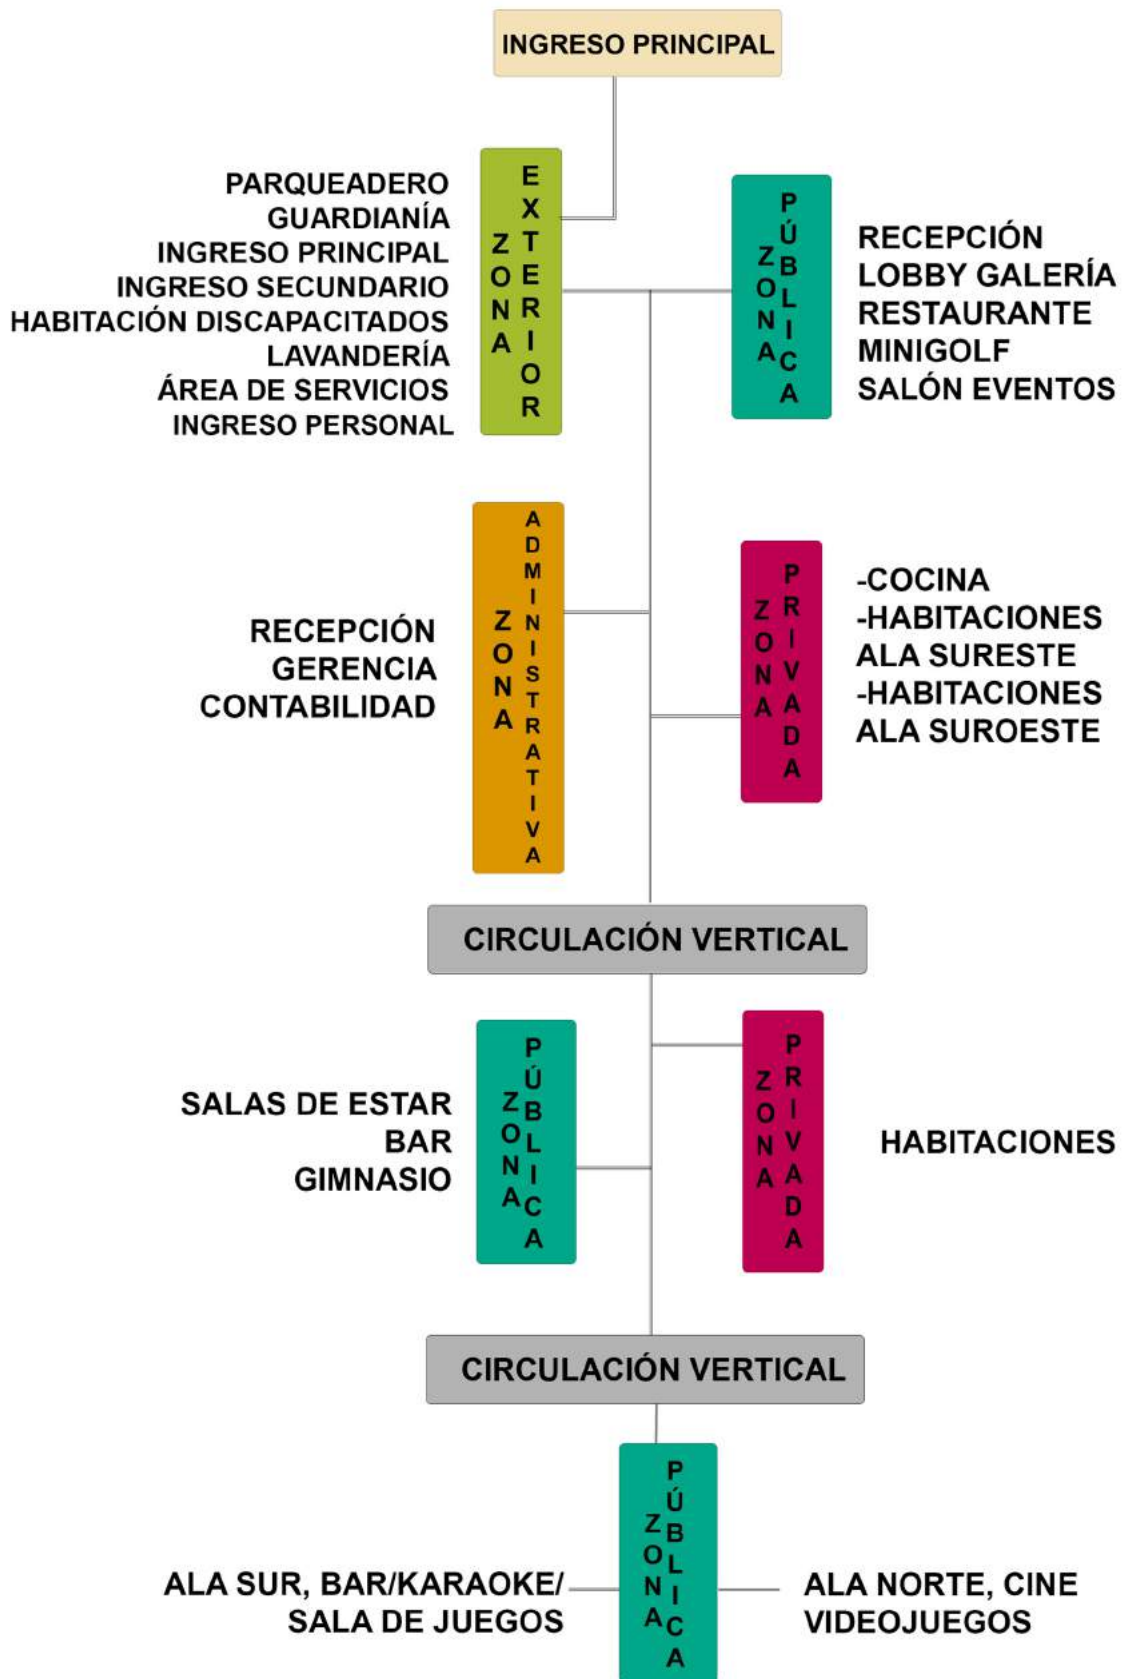 INGRESO PRINCIPAL
PARQUEADERO
GUARDIANÍA
INGRESO PRINCIPAL
INGRESO SECUNDARIO
HABITACIÓN DISCAPACITADOS
LAVANDERÍA
ÁREA DE SERVICIOS
INGRESO PERSONAL
ZONA
EXTERIOR
ZONA
PÚBLICA
RECEPCIÓN
LOBBY GALERÍA
RESTAURANTE
MINIGOLF
SALÓN EVENTOS
RECEPCIÓN
GERENCIA
CONTABILIDAD
ZONA
ADMINISTRATIVA
ZONA
PRIVADA
-COCINA
-HABITACIONES
ALA SURESTE
-HABITACIONES
ALA SUROESTE
CIRCULACIÓN VERTICAL
SALAS DE ESTAR
BAR
GIMNASIO
ZONA
PÚBLICA
ZONA
PRIVADA
HABITACIONES
CIRCULACIÓN VERTICAL
ALA SUR, BAR/KARAOKE/
SALA DE JUEGOS
ZONA
PÚBLICA
ALA NORTE, CINE
VIDEOJUEGOS